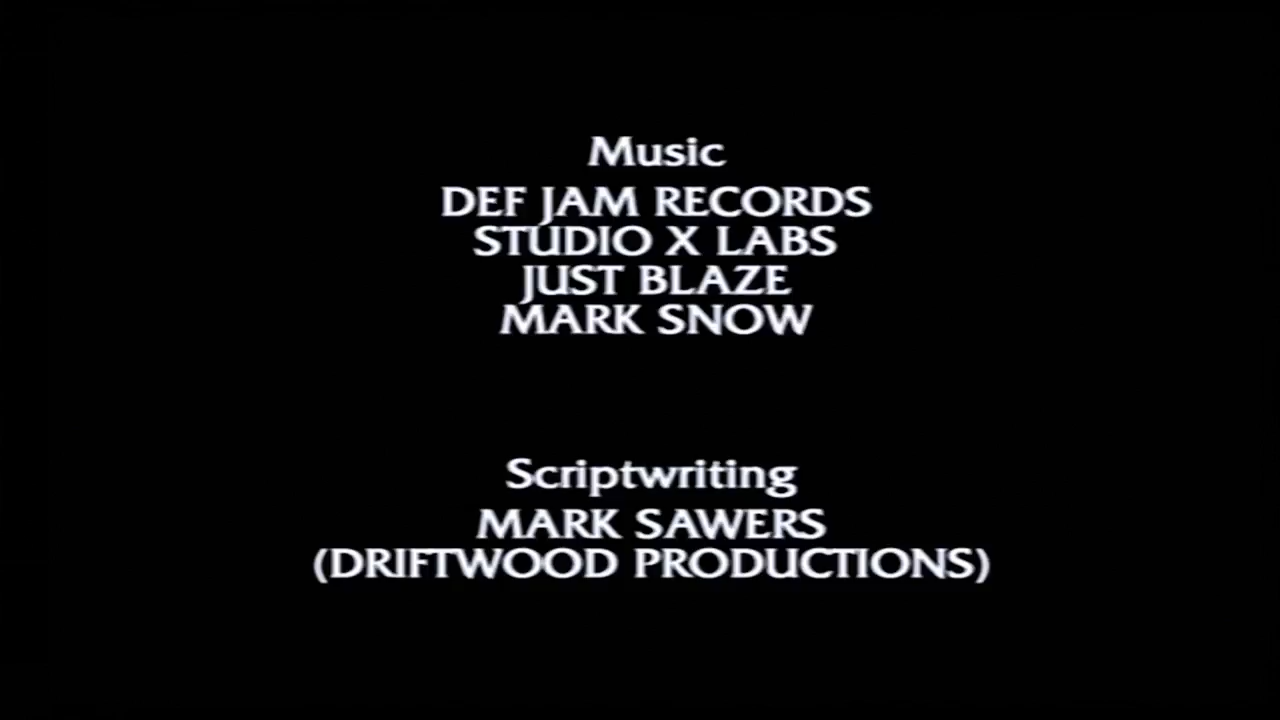 Music
DEF JAM RECORDS
STUDIO X LABS
JUST BLAZE
MARK SNOW
Scriptwriting
MARK SAWERS
(DRIFTWOOD PRODUCTIONS)